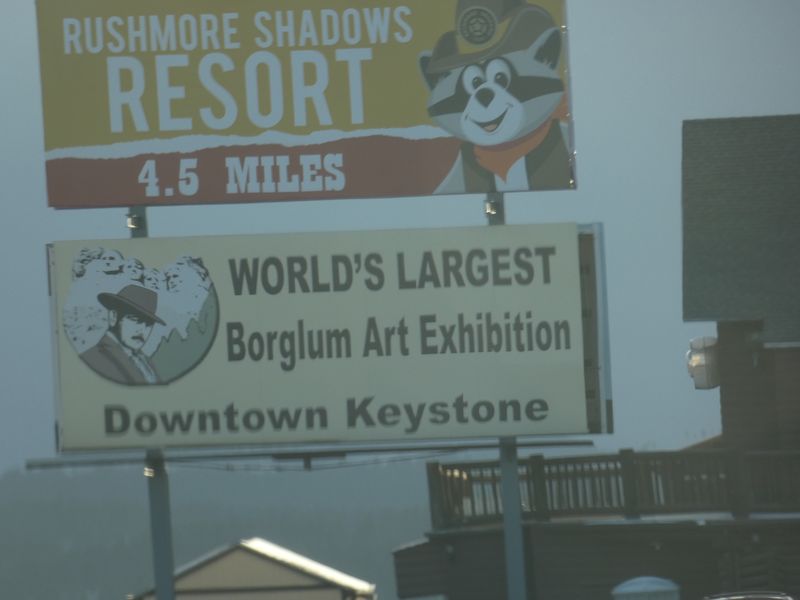 RUSHMORE SHADOWS
RESORT
4.5 MILES
WORLD'S LARGEST
Borglum Art Exhibition
Downtown Keystone